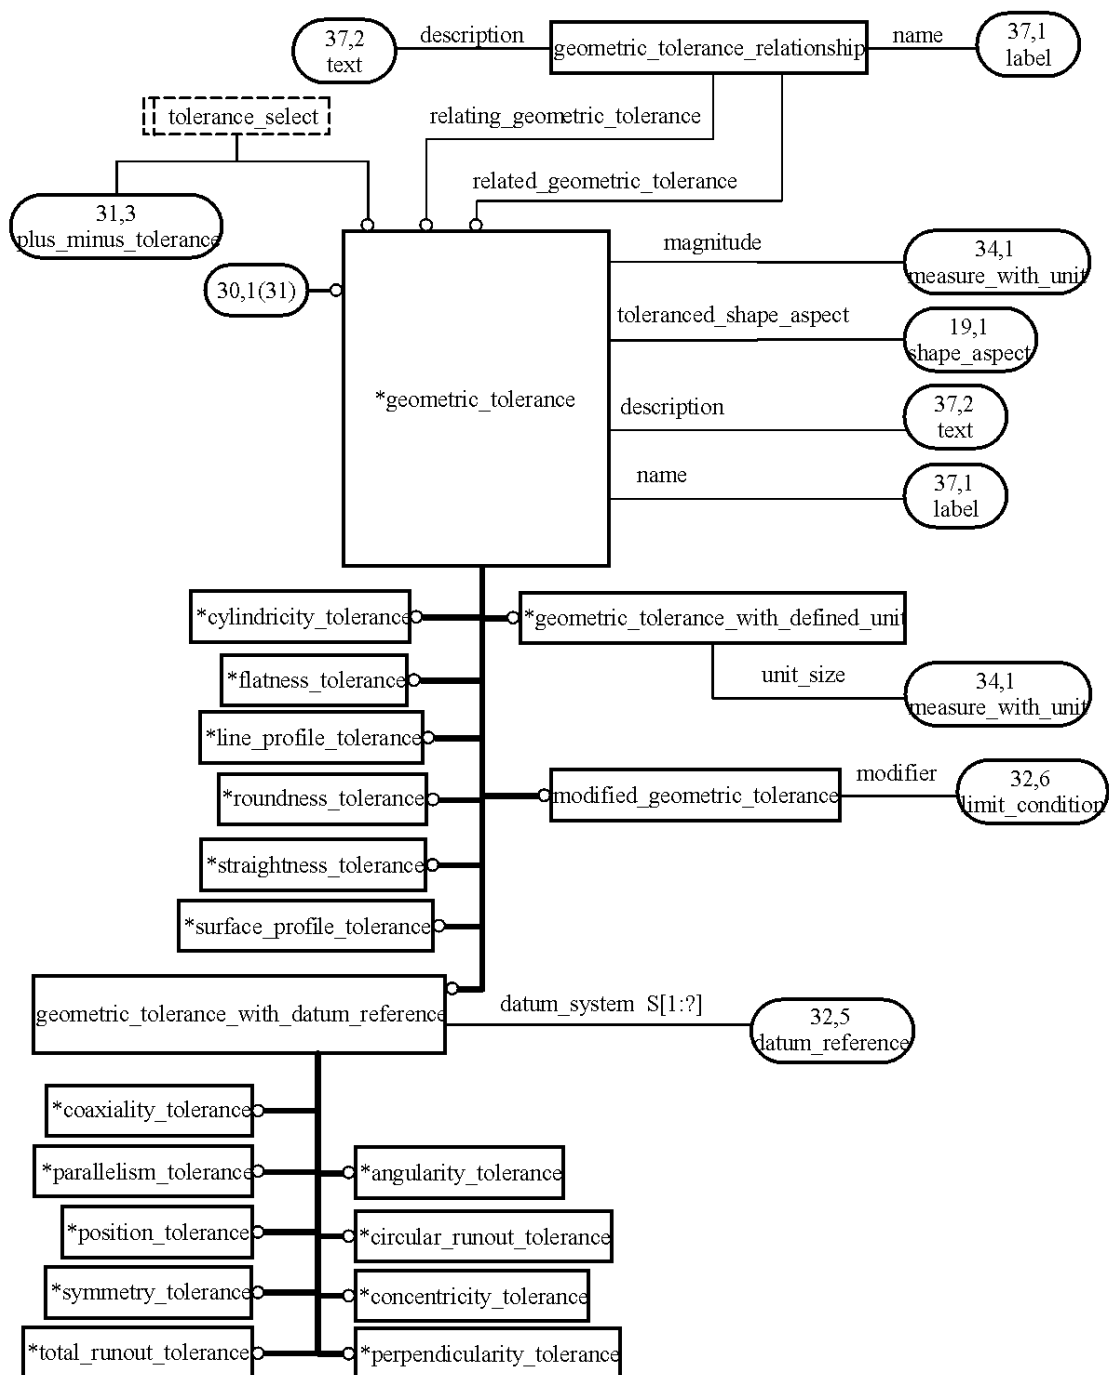 37,2
text
description
geometric_tolerance_relationship
name
37,1
label
tolerance_select
relating_geometric_tolerance
related_geometric_tolerance
31,3
plus_minus_tolerance
30,1(31)
*geometric_tolerance
magnitude
34,1
measure_with_unit
toleranced_shape_aspect
19,1
shape_aspect
description
37,2
text
name
37,1
label
*cylindricity_tolerance
*geometric_tolerance_with_defined_unit
*flatness_tolerance
unit_size
34,1
measure_with_unit
*line_profile_tolerance
*roundness_tolerance
modified_geometric_tolerance
modifier
32,6
limit_condition
*straightness_tolerance
*surface_profile_tolerance
geometric_tolerance_with_datum_reference
datum_system S[1:?]
32,5
datum_reference
*coaxiality_tolerance
*parallelism_tolerance
*angularity_tolerance
*position_tolerance
*circular_runout_tolerance
*symmetry_tolerance
*concentricity_tolerance
*total_runout_tolerance
*perpendicularity_tolerance